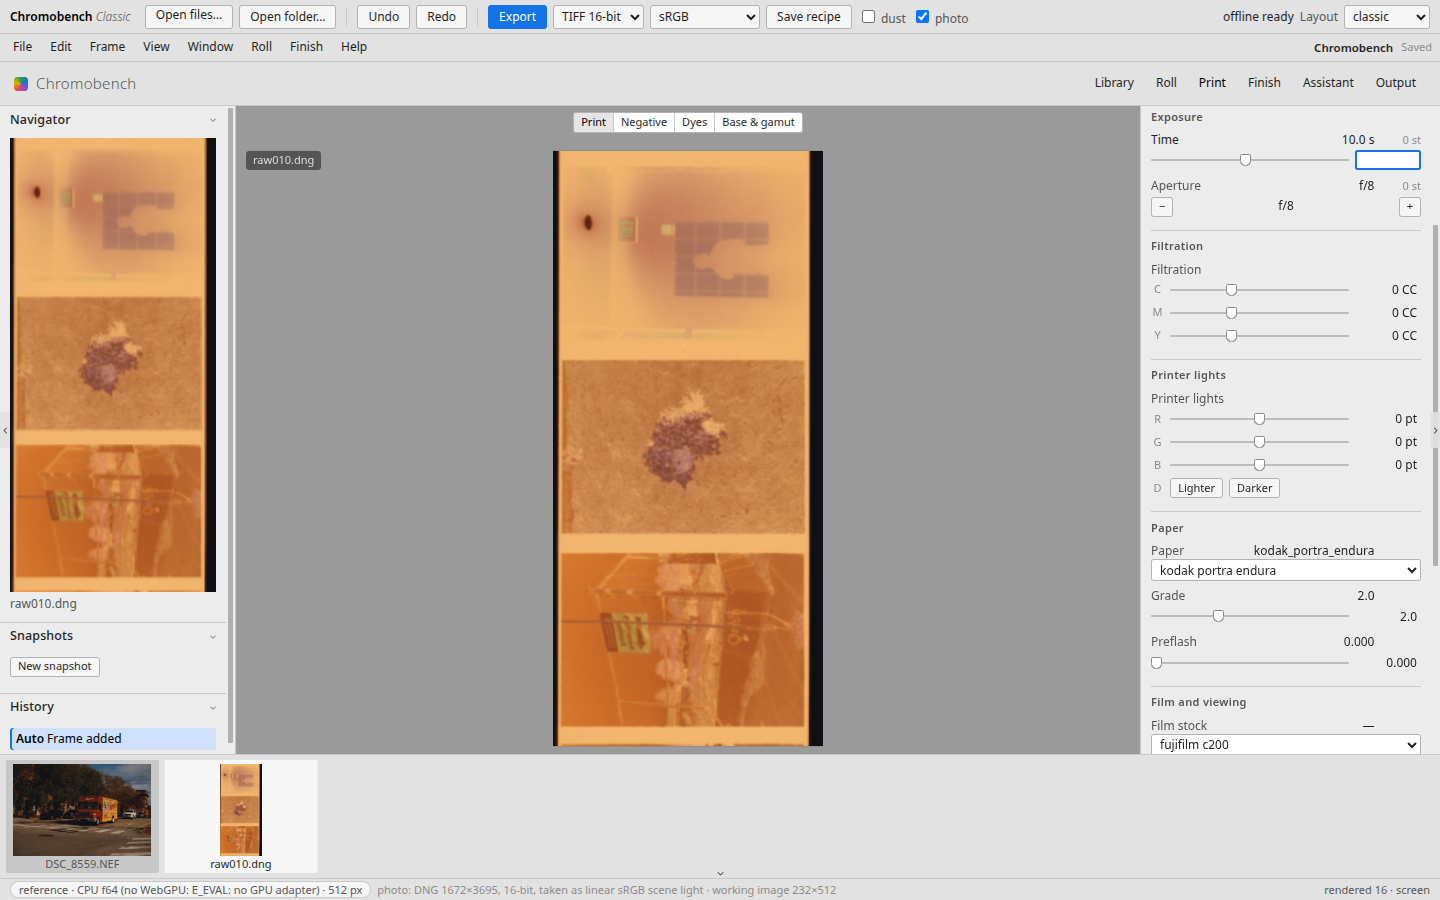 Chromobench Classic
Open files...
Open folder...
Undo
Redo
Export
TIFF 16-bit
sRGB
Save recipe
dust
photo
offline ready
Layout
classic
File
Edit
Frame
View
Window
Roll
Finish
Help
Chromobench
Saved
Chromobench
Library
Roll
Print
Finish
Assistant
Output
Navigator
raw010.dng
Snapshots
New snapshot
History
Auto Frame added
Print
Negative
Dyes
Base & gamut
raw010.dng
Exposure
Time
10.0 s
0 st
Aperture
f/8
0 st
−
f/8
+
Filtration
Filtration
C
0 CC
M
0 CC
Y
0 CC
Printer lights
Printer lights
R
0 pt
G
0 pt
B
0 pt
D
Lighter
Darker
Paper
Paper
kodak_portra_endura
kodak portra endura
Grade
2.0
2.0
Preflash
0.000
0.000
Film and viewing
Film stock
—
fujifilm c200
DSC_8559.NEF
raw010.dng
reference · CPU f64 (no WebGPU: E_EVAL: no GPU adapter) · 512 px
photo: DNG 1672×3695, 16-bit, taken as linear sRGB scene light · working image 232×512
rendered 16 · screen